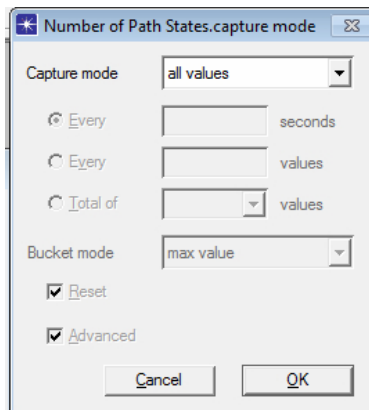 Number of Path States.capture mode
Capture mode all values
Every seconds
Every values
Total of values
Bucket mode max value
Reset
Advanced
Cancel OK